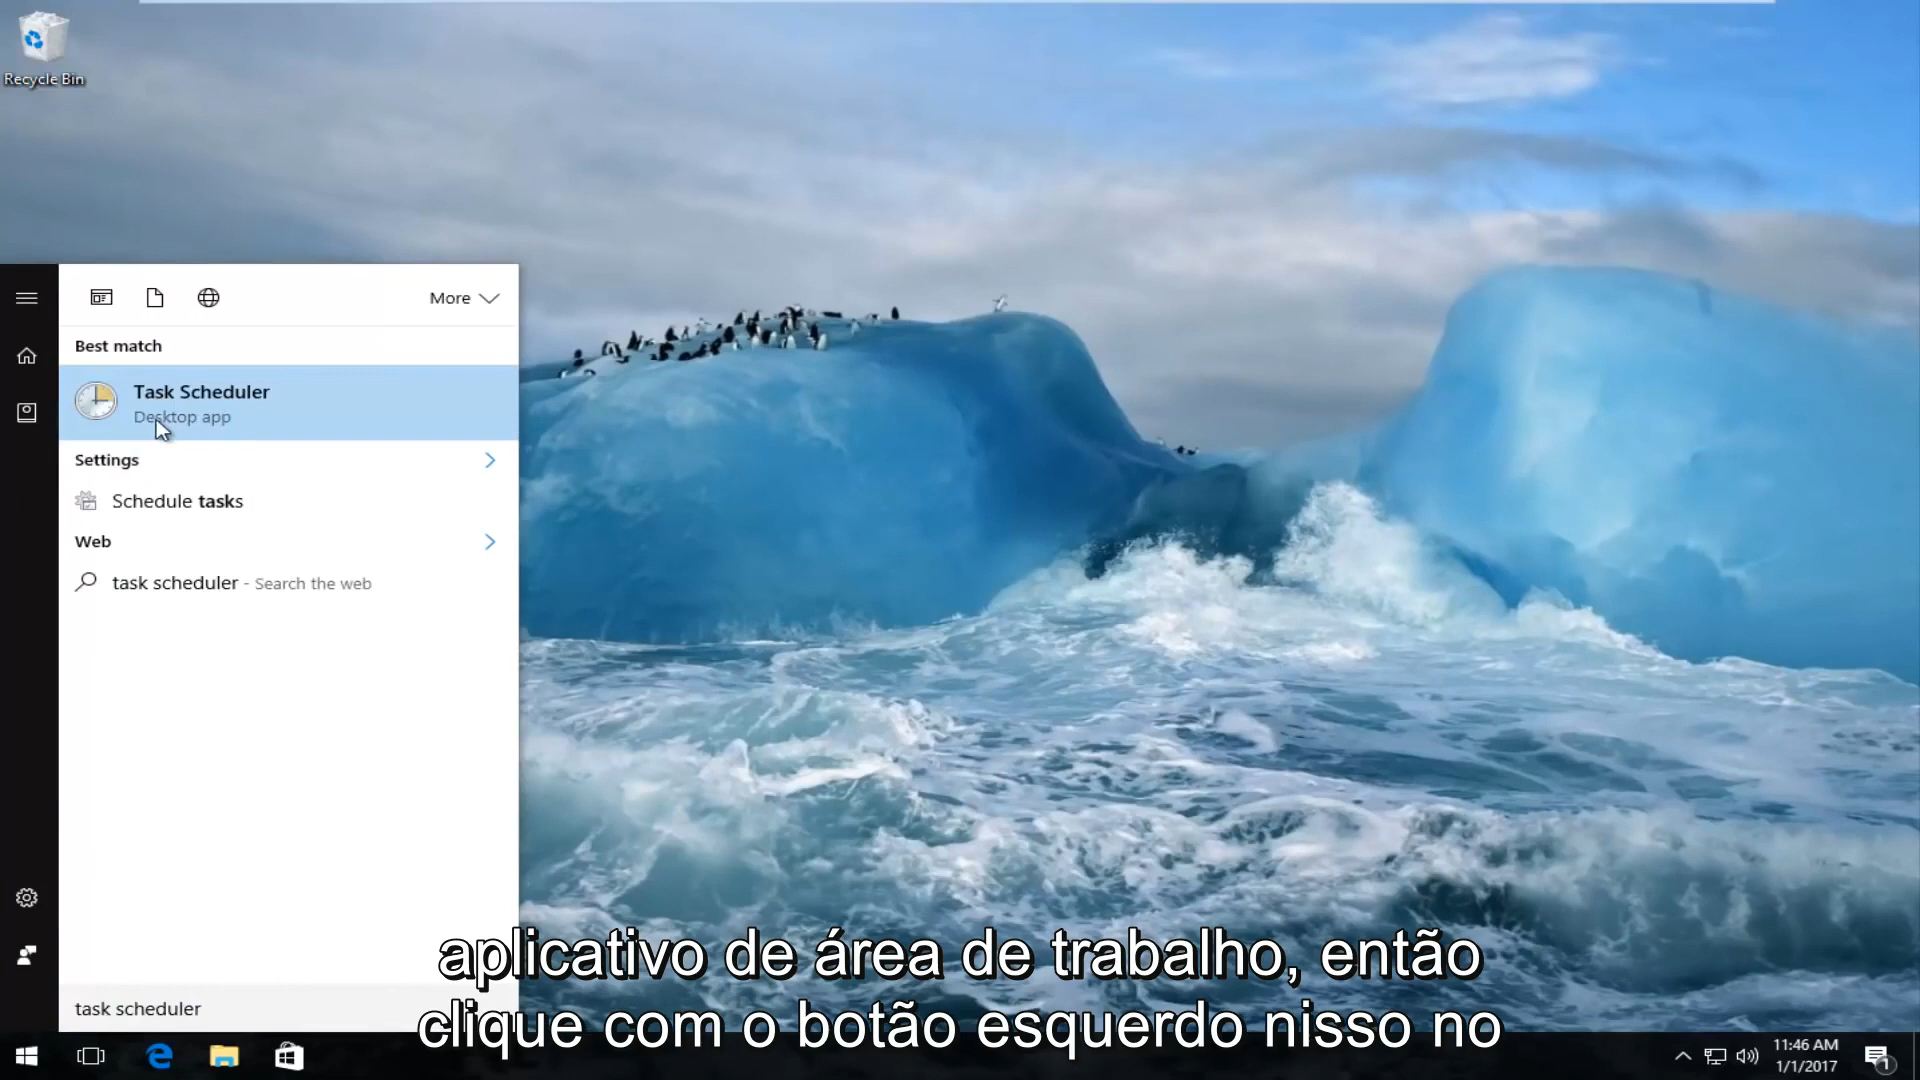 Recycle Bin
More
Best match
Task Scheduler
Desktop app
Settings
Schedule tasks
Web
task scheduler - Search the web
task scheduler
aplicativo de área de trabalho, então
clique com o botão esquerdo nisso no
11:46 AM
1/1/2017
1